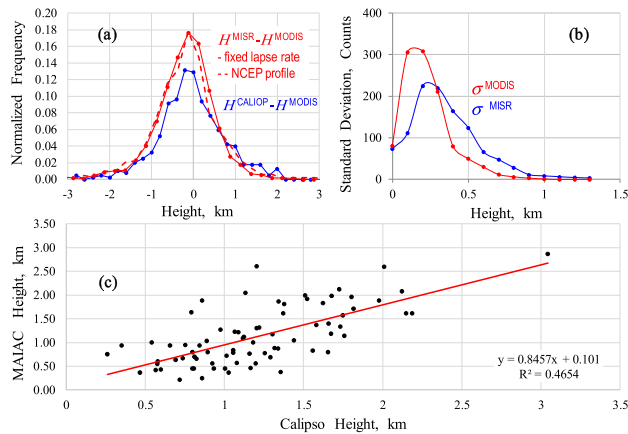 (a)
H^MISR-H^MODIS
- fixed lapse rate
-- NCEP profile
H^CALIOP-H^MODIS
Normalized Frequency
0.20
0.18
0.16
0.14
0.12
0.10
0.08
0.06
0.04
0.02
0.00
-3 -2 -1 0 1 2 3
Height, km
(b)
σ^MODIS
σ^MISR
Standard Deviation, Counts
400
300
200
100
0
0.0 0.5 1.0 1.5
Height, km
(c)
MAIAC Height, km
3.50
3.00
2.50
2.00
1.50
1.00
0.50
0.00
0 0.5 1 1.5 2 2.5 3 3.5
Calipso Height, km
y = 0.8457x + 0.101
R² = 0.4654